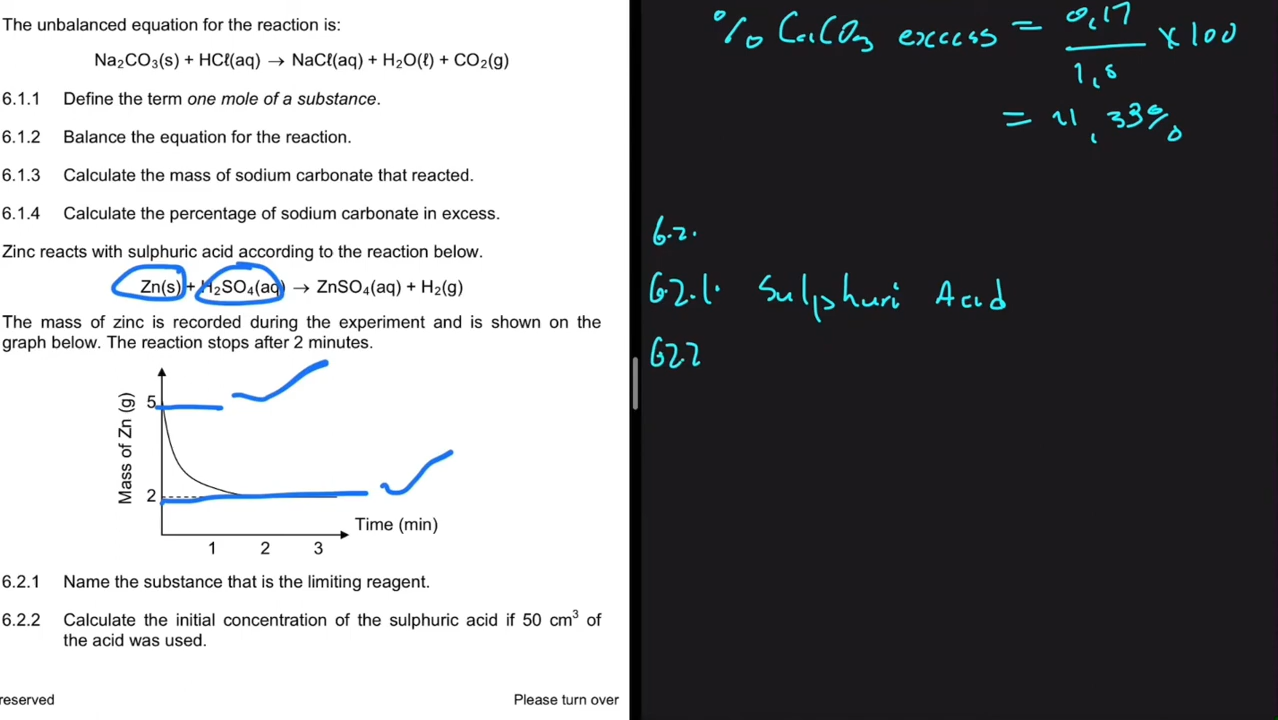 The unbalanced equation for the reaction is:
Na₂CO₃(s) + HCℓ(aq) → NaCℓ(aq) + H₂O(ℓ) + CO₂(g)
6.1.1 Define the term one mole of a substance.
6.1.2 Balance the equation for the reaction.
6.1.3 Calculate the mass of sodium carbonate that reacted.
6.1.4 Calculate the percentage of sodium carbonate in excess.
Zinc reacts with sulphuric acid according to the reaction below.
Zn(s) + H₂SO₄(aq) → ZnSO₄(aq) + H₂(g)
The mass of zinc is recorded during the experiment and is shown on the
graph below. The reaction stops after 2 minutes.
Mass of Zn (g)
5
2
Time (min)
1 2 3
6.2.1 Name the substance that is the limiting reagent.
6.2.2 Calculate the initial concentration of the sulphuric acid if 50 cm³ of
the acid was used.
reserved Please turn over
% CaCO₃ excess = 0,17
/ 1,5 × 100
= 11,33%
6.2.
62.1. Sulphuri Acid
62.2